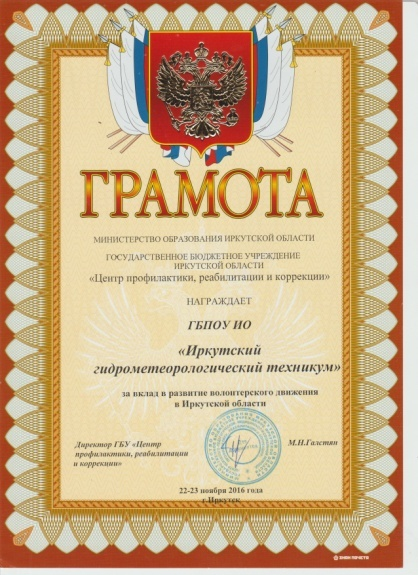 ГРАМОТА
МИНИСТЕРСТВО ОБРАЗОВАНИЯ ИРКУТСКОЙ ОБЛАСТИ
ГОСУДАРСТВЕННОЕ БЮДЖЕТНОЕ УЧРЕЖДЕНИЕ
ИРКУТСКОЙ ОБЛАСТИ
«Центр профилактики, реабилитации и коррекции»
НАГРАЖДАЕТ
ГБПОУ ИО
«Иркутский
гидрометеорологический техникум»
за вклад в развитие волонтерского движения
в Иркутской области
Директор ГБУ «Центр
профилактики, реабилитации
и коррекции»
М.Н.Галстян
22-23 ноября 2016 года
г.Иркутск